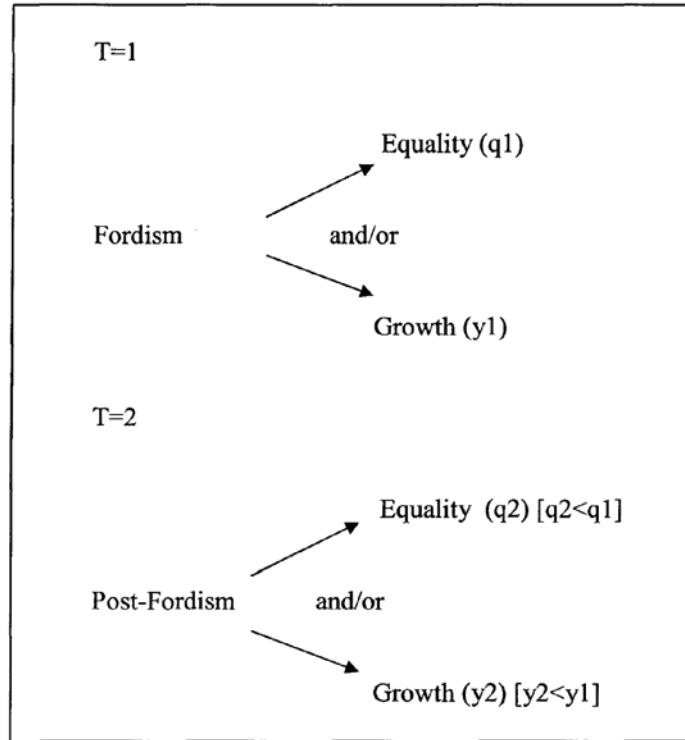 T=1
Equality (q1)
Fordism and/or
Growth (y1)
T=2
Equality (q2) [q2<q1]
Post-Fordism and/or
Growth (y2) [y2<y1]